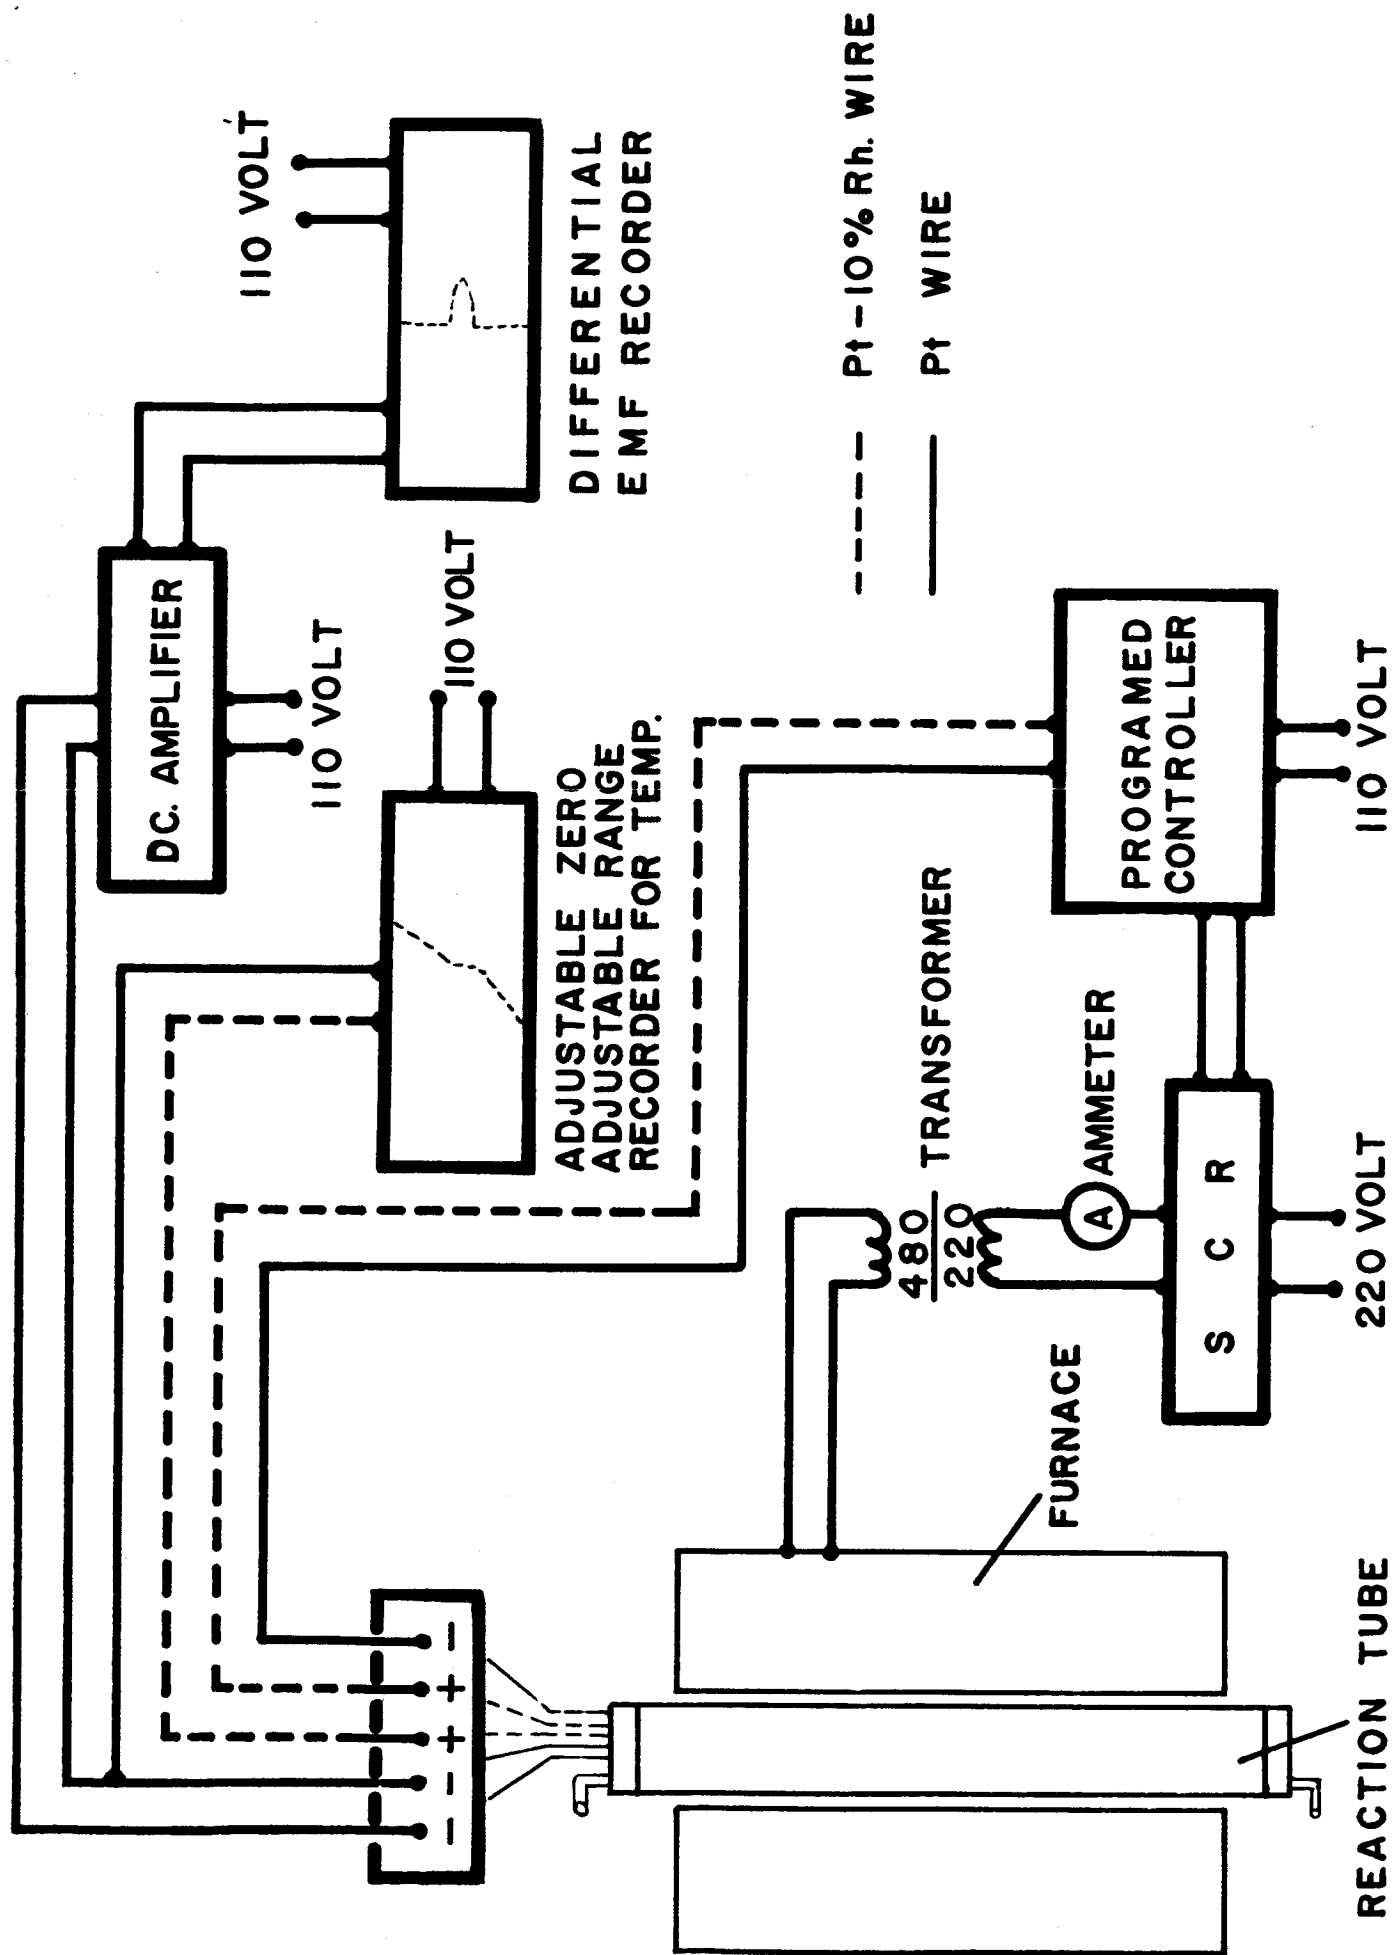 110 VOLT
DC. AMPLIFIER
110 VOLT
DIFFERENTIAL
EMF RECORDER
110 VOLT
ADJUSTABLE ZERO
ADJUSTABLE RANGE
RECORDER FOR TEMP.
Pt-10% Rh. WIRE
Pt WIRE
- - + + -
TRANSFORMER
480
220
A AMMETER
PROGRAMED
CONTROLLER
110 VOLT
S C R
220 VOLT
FURNACE
REACTION TUBE